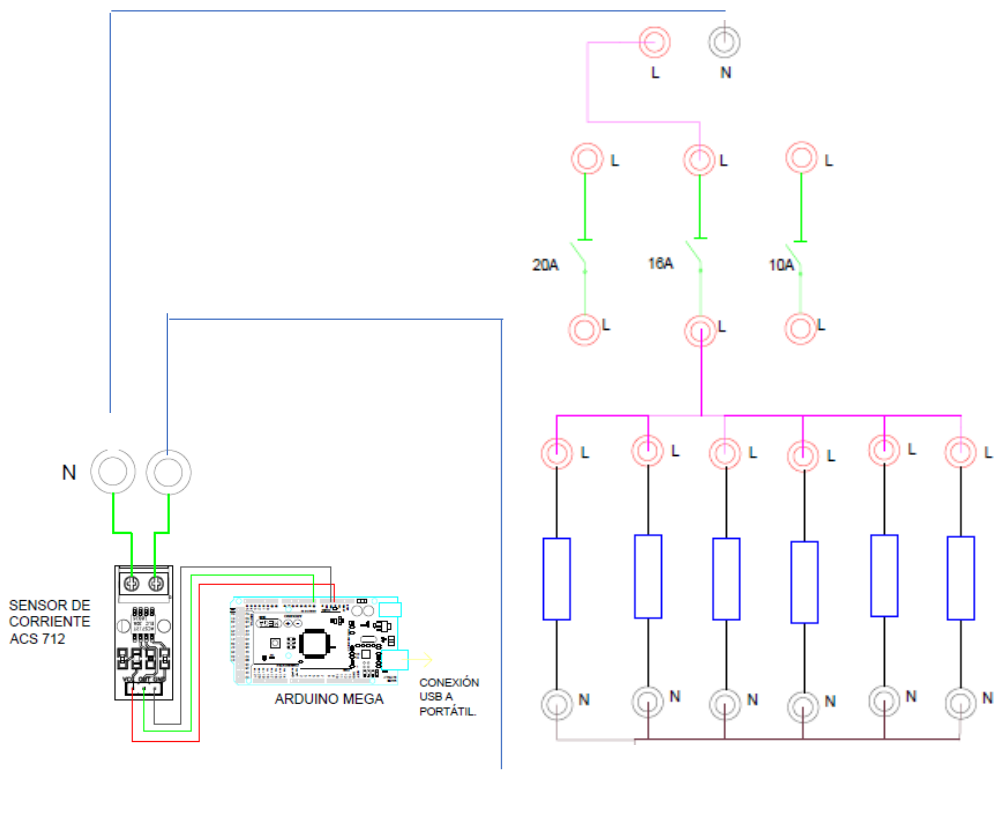 L N
L L L
20A 16A 10A
L L L
L L L L L L
N
SENSOR DE
CORRIENTE
ACS 712
ARDUINO MEGA
CONEXIÓN
USB A
PORTÁTIL.
N N N N N N